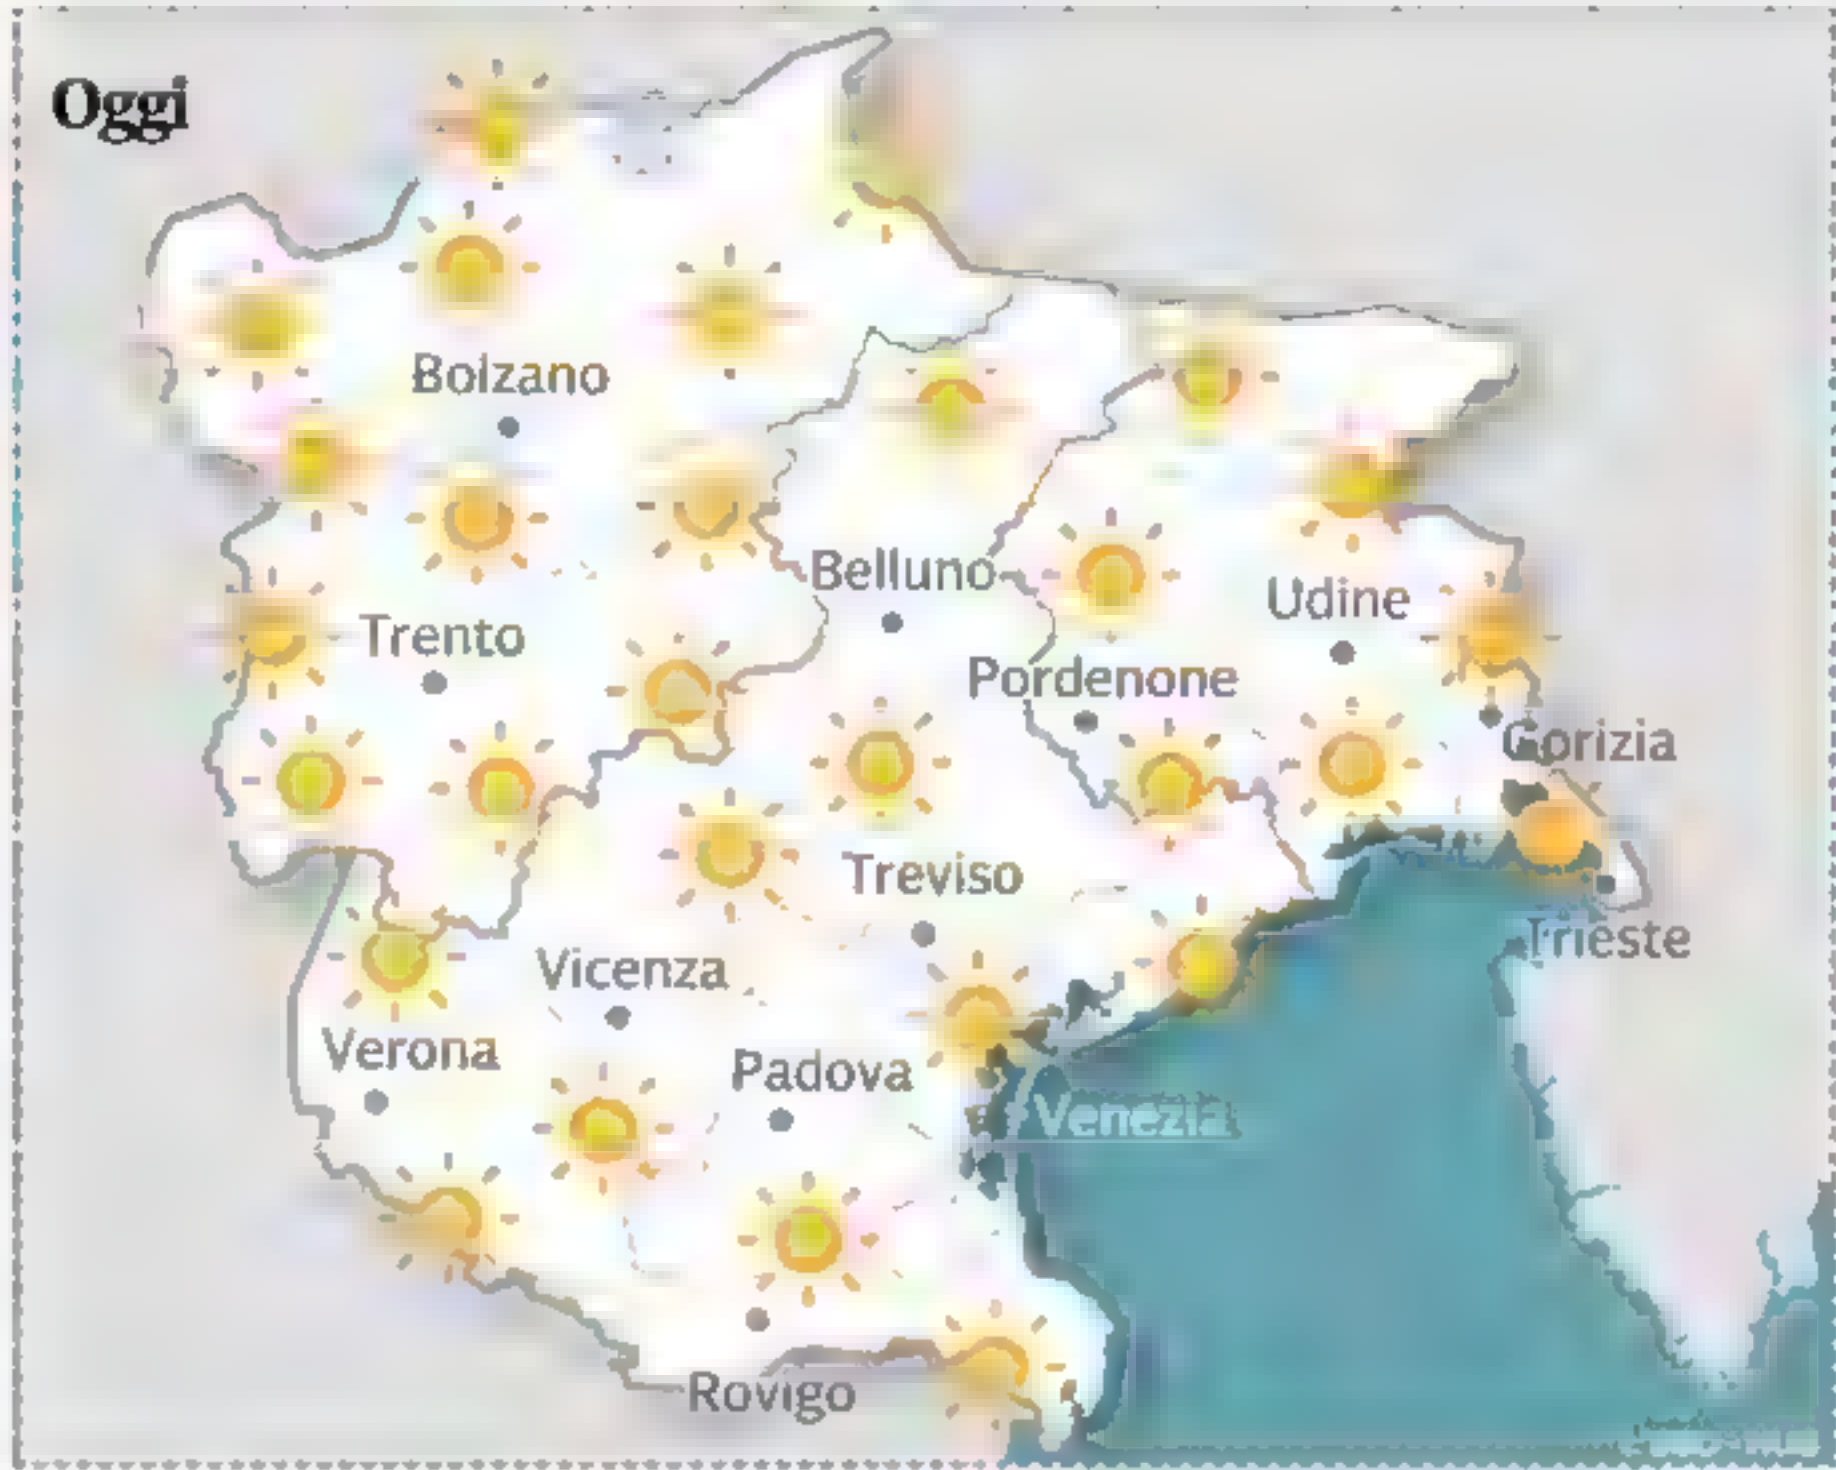 Oggi
Bolzano
Belluno
Udine
Trento
Pordenone
Gorizia
Treviso
Trieste
Vicenza
Verona
Padova
Venezia
Rovigo